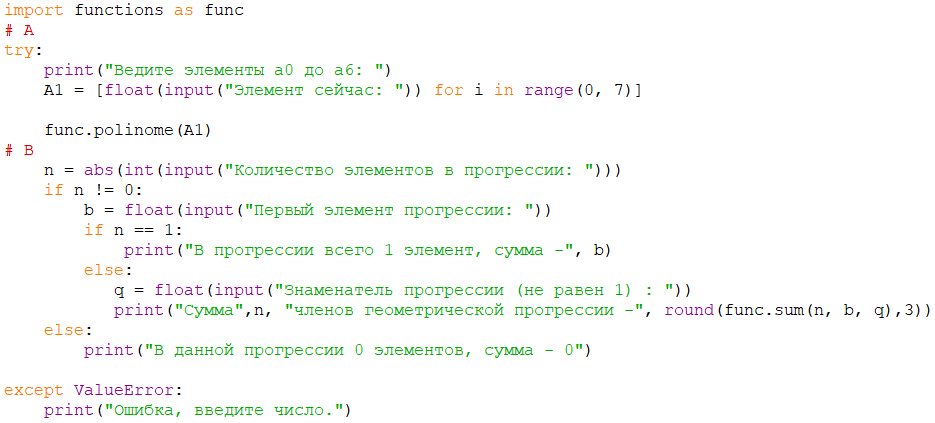 import functions as func
# A
try:
    print("Ведите элементы a0 до a6: ")
    A1 = [float(input("Элемент сейчас: ")) for i in range(0, 7)]

    func.polinome(A1)
# B
    n = abs(int(input("Количество элементов в прогрессии: ")))
    if n != 0:
        b = float(input("Первый элемент прогрессии: "))
        if n == 1:
            print("В прогрессии всего 1 элемент, сумма -", b)
        else:
           q = float(input("Знаменатель прогрессии (не равен 1) : "))
           print("Сумма",n, "членов геометрической прогрессии -", round(func.sum(n, b, q),3))
    else:
        print("В данной прогрессии 0 элементов, сумма - 0")

except ValueError:
    print("Ошибка, введите число.")